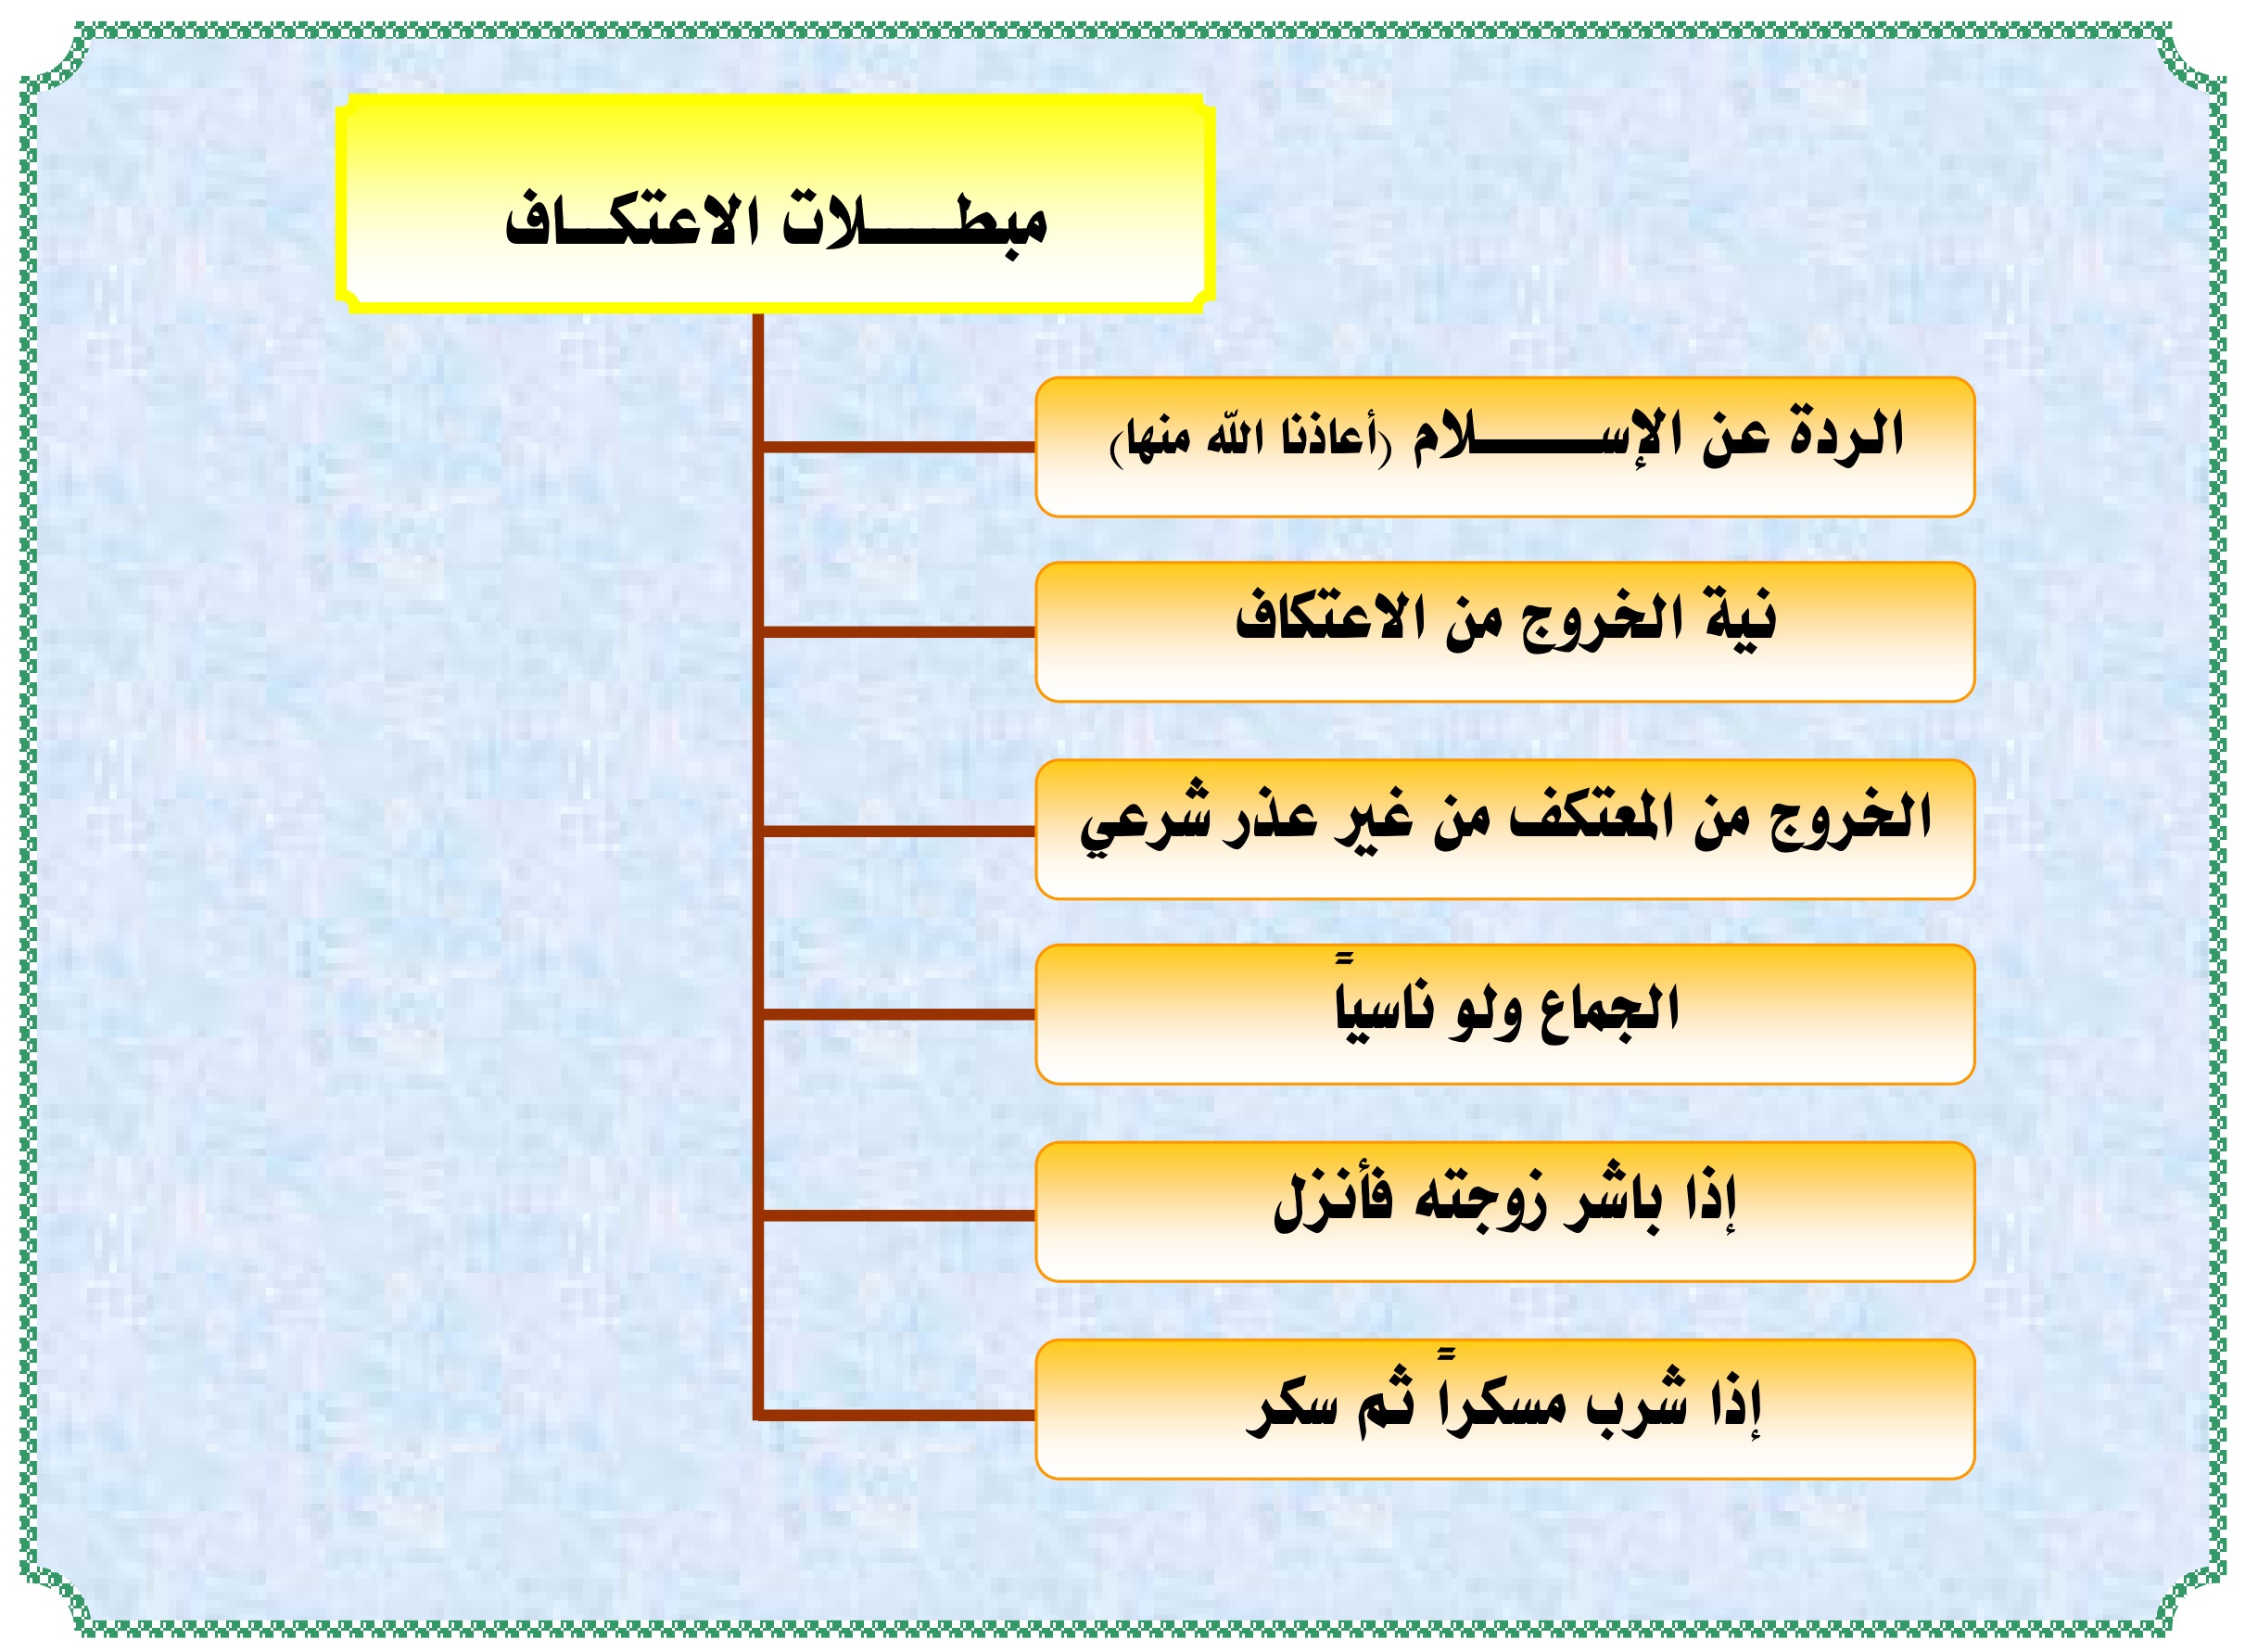 مبطـــلات الاعتكـاف
الردة عن الإســــلام (أعاذنا الله منها)
نية الخروج من الاعتكاف
الخروج من المعتكف من غير عذر شرعي
الجماع ولو ناسياً
إذا باشر زوجته فأنزل
إذا شرب مسكراً ثم سكر